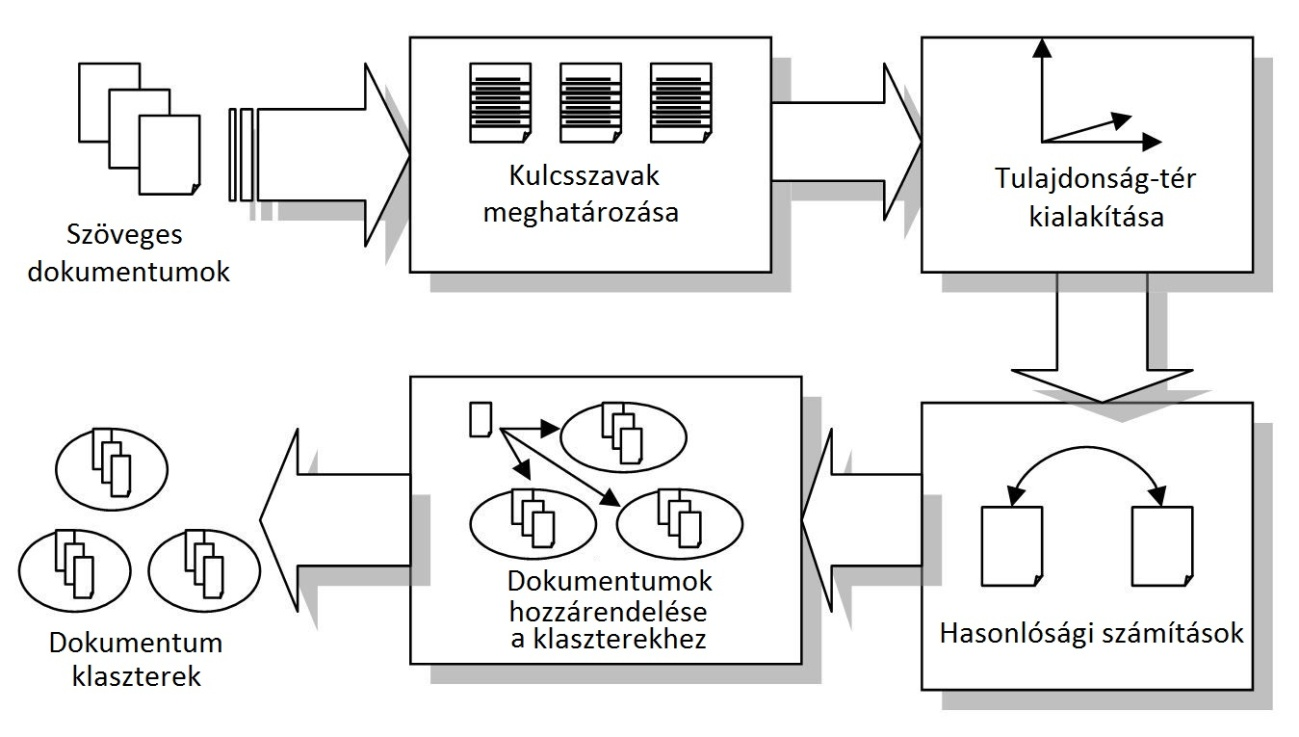 Szöveges
dokumentumok
Kulcsszavak
meghatározása
Tulajdonság-tér
kialakítása
Hasonlósági számítások
Dokumentumok
hozzárendelése
a klaszterekhez
Dokumentum
klaszterek